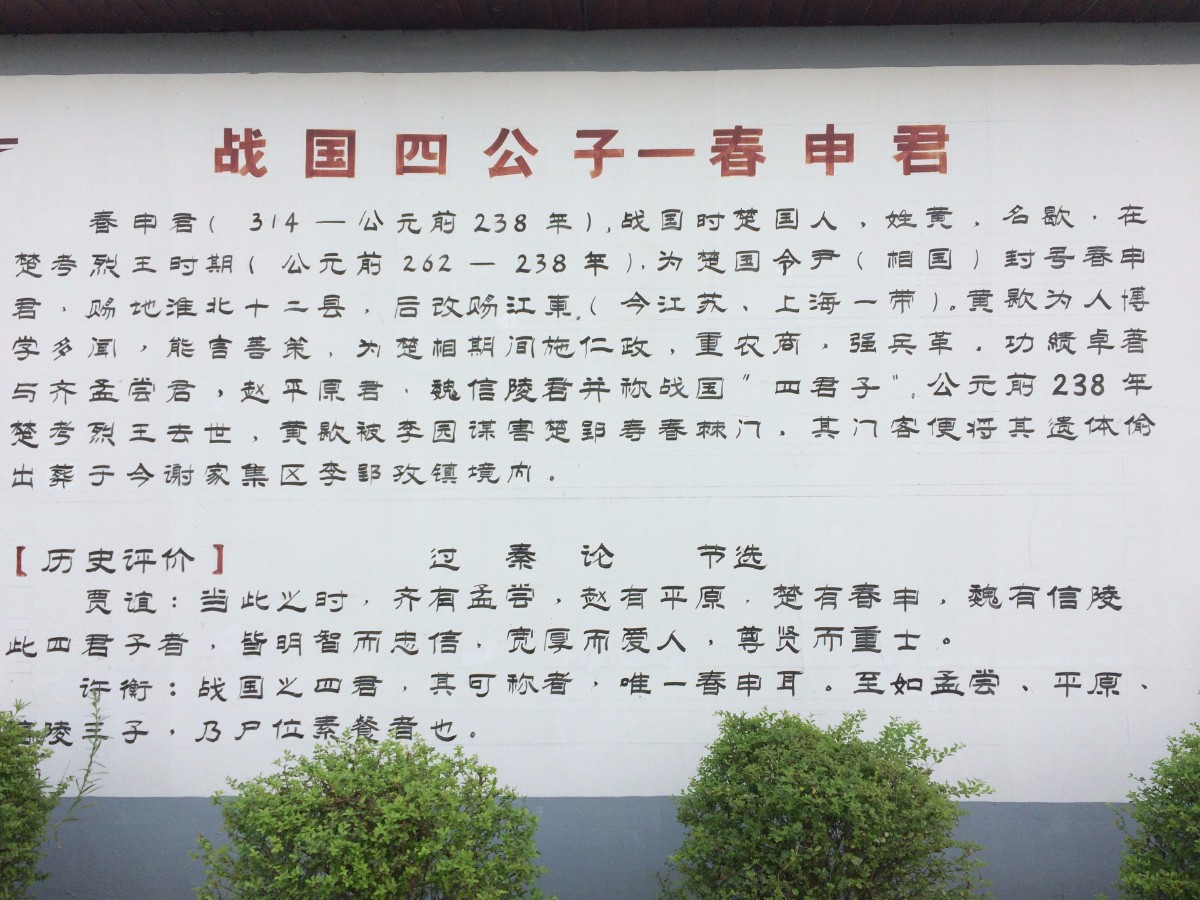 战国四公子一春申君
春申君(314—公元前238年),战国时楚国人,姓黄,名歇,在
楚考烈王时期(公元前262—238年),为楚国令尹(相国)封号春申
君,赐地淮北十二县,后改赐江東,(今江苏、上海一带)。黄歇为人博
学多闻,能言善策,为楚相期间施仁政,重农商,强兵革,功绩卓著
与齐孟尝君,赵平原君,魏信陵君并称战国"四君子"。公元前238年
楚考烈王去世,黄歇被李园谋害楚郢寿春棘门,其门客便将其遗体偷
出葬于今谢家集区李郢孜镇境内。
【历史评价】 过秦论 节选
贾谊:当此之时,齐有孟尝,赵有平原,楚有春申,魏有信陵
此四君子者,皆明智而忠信,宽厚而爱人,尊贤而重士。
许衡:战国之四君,其可称者,唯一春申耳。至如孟尝、平原、
信陵三子,乃尸位素餐者也。